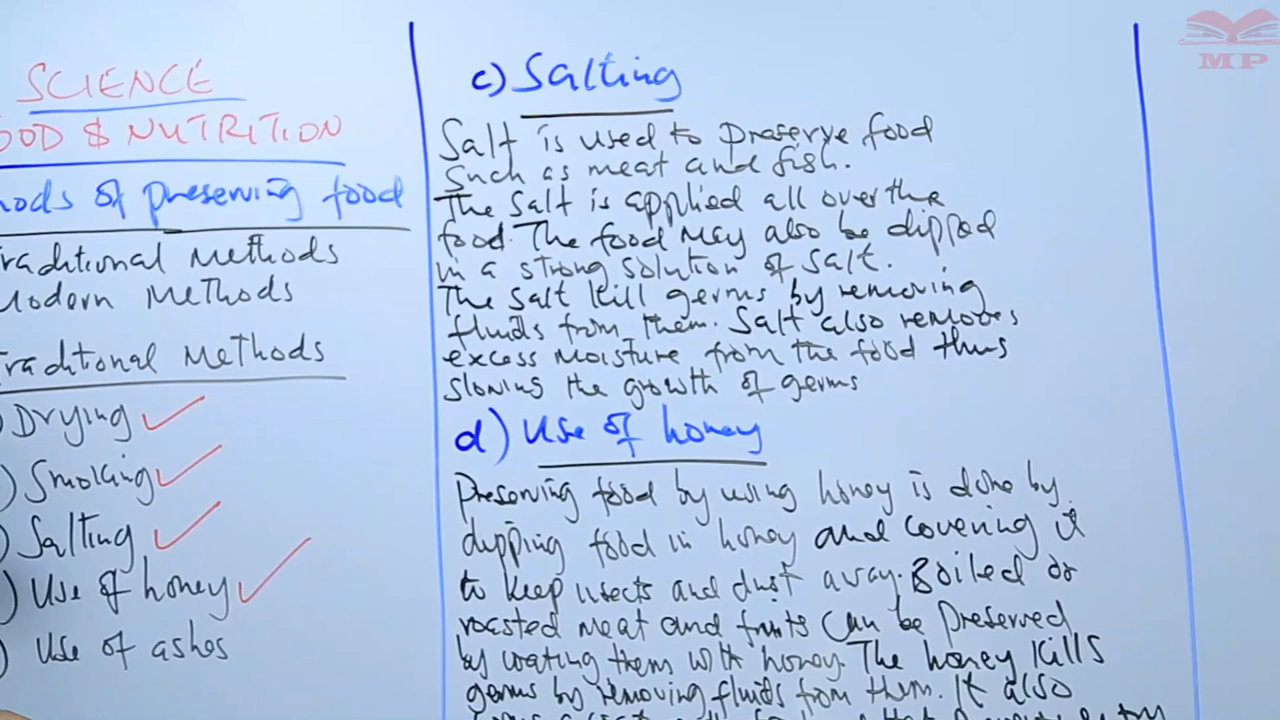 SCIENCE
OOD & NUTRITION
hods of preserving food
raditional Methods
Modern Methods
raditional Methods
) Drying
) Smoking
) Salting
) Use of honey
) Use of ashes
c) Salting
Salt is used to preserve food
such as meat and fish.
The salt is applied all over the
food. The food may also be dipped
in a strong solution of salt.
The salt kill germs by removing
fluids from them. Salt also removes
excess moisture from the food thus
slowing the growth of germs
d) Use of honey
Preserving food by using honey is done by
dipping food in honey and covering it
to keep insects and dust away. Boiled or
roasted meat and fruits can be preserved
by coating them with honey. The honey kills
germs by removing fluids from them. It also
MP